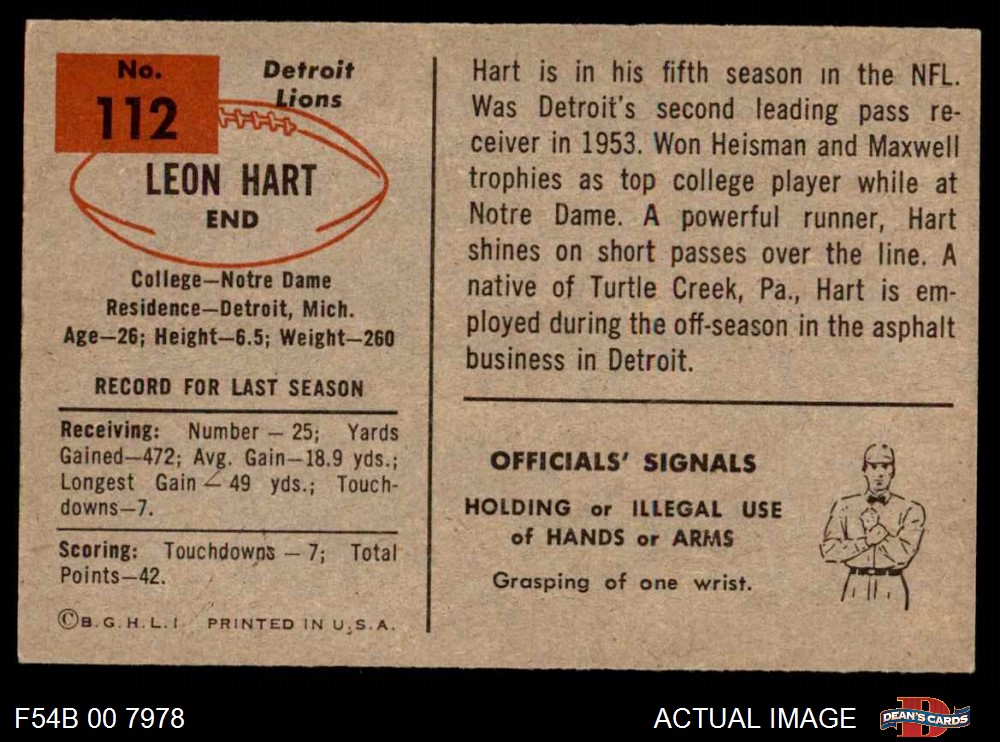 No.
112
Detroit
Lions
LEON HART
END
College—Notre Dame
Residence—Detroit, Mich.
Age—26; Height—6.5; Weight—260
RECORD FOR LAST SEASON
Receiving: Number — 25; Yards
Gained—472; Avg. Gain—18.9 yds.;
Longest Gain — 49 yds.; Touch-
downs—7.
Scoring: Touchdowns — 7; Total
Points—42.
©B.G.H.L.I PRINTED IN U.S.A.
Hart is in his fifth season in the NFL.
Was Detroit's second leading pass re-
ceiver in 1953. Won Heisman and Maxwell
trophies as top college player while at
Notre Dame. A powerful runner, Hart
shines on short passes over the line. A
native of Turtle Creek, Pa., Hart is em-
ployed during the off-season in the asphalt
business in Detroit.
OFFICIALS' SIGNALS
HOLDING or ILLEGAL USE
of HANDS or ARMS
Grasping of one wrist.
F54B 00 7978
ACTUAL IMAGE
D
DEAN'S CARDS